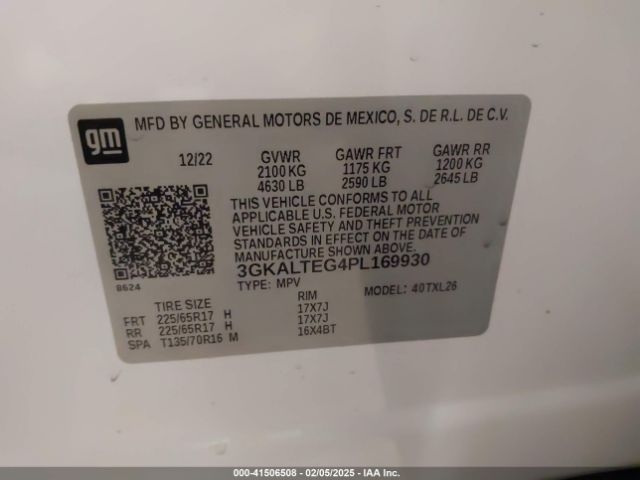 gm
MFD BY GENERAL MOTORS DE MEXICO, S. DE R.L. DE C.V.
12/22 GVWR GAWR FRT GAWR RR
2100 KG 1175 KG 1200 KG
4630 LB 2590 LB 2645 LB
THIS VEHICLE CONFORMS TO ALL
APPLICABLE U.S. FEDERAL MOTOR
VEHICLE SAFETY AND THEFT PREVENTION
STANDARDS IN EFFECT ON THE DATE OF
MANUFACTURE SHOWN ABOVE.
3GKALTEG4PL169930
8624
TYPE: MPV MODEL: 40TXL26
TIRE SIZE RIM
FRT 225/65R17 H 17X7J
RR 225/65R17 H 17X7J
SPA T135/70R16 M 16X4BT
000-41506508 - 02/05/2025 - IAA Inc.